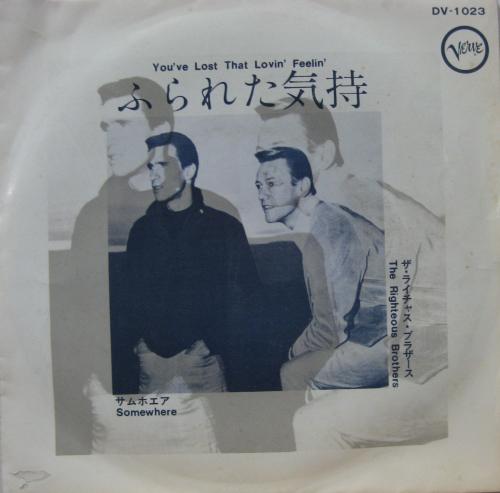 DV-1023
VERVE
You've Lost That Lovin' Feelin'
ふられた気持
ザ・ライチャス・ブラザース
The Righteous Brothers
サムホエア
Somewhere